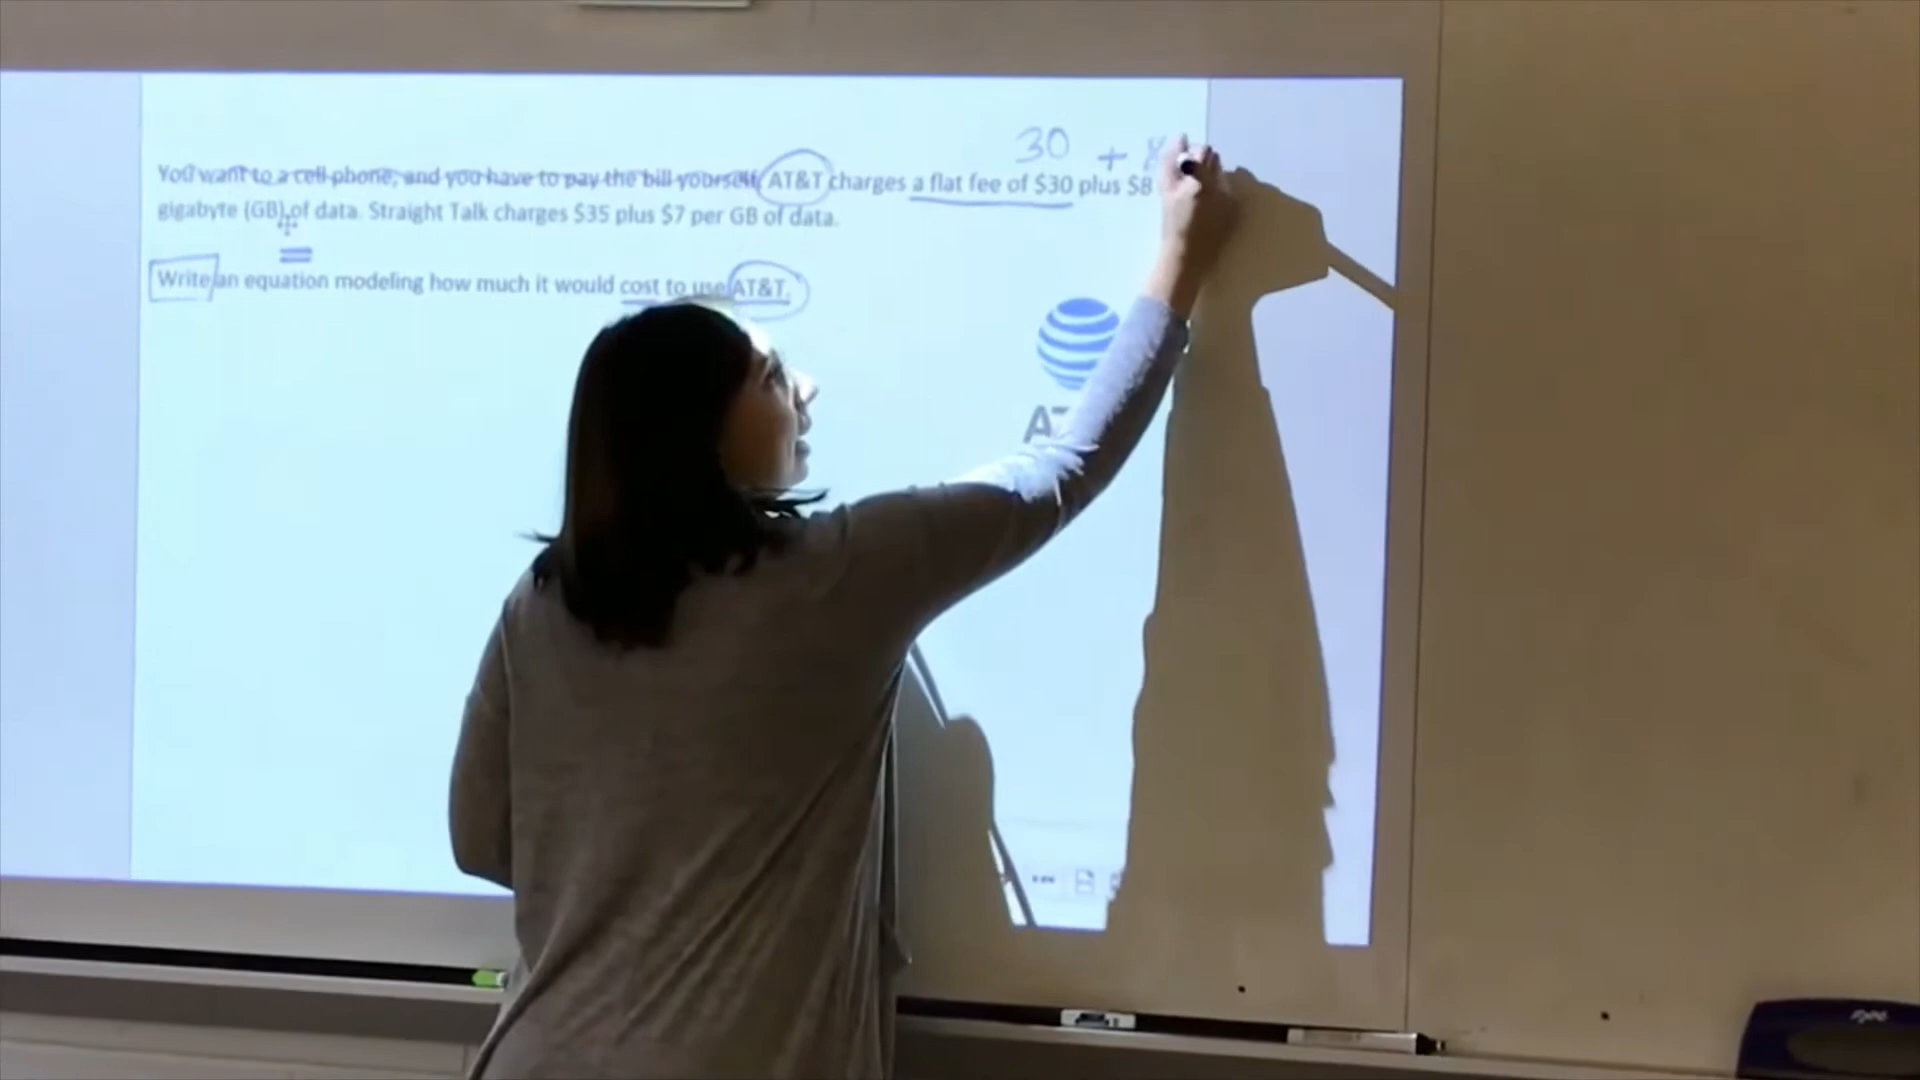 30 + 8
You want to a cell phone, and you have to pay the bill yourself. AT&T charges a flat fee of $30 plus $8
gigabyte (GB) of data. Straight Talk charges $35 plus $7 per GB of data.
=
Write an equation modeling how much it would cost to use AT&T.